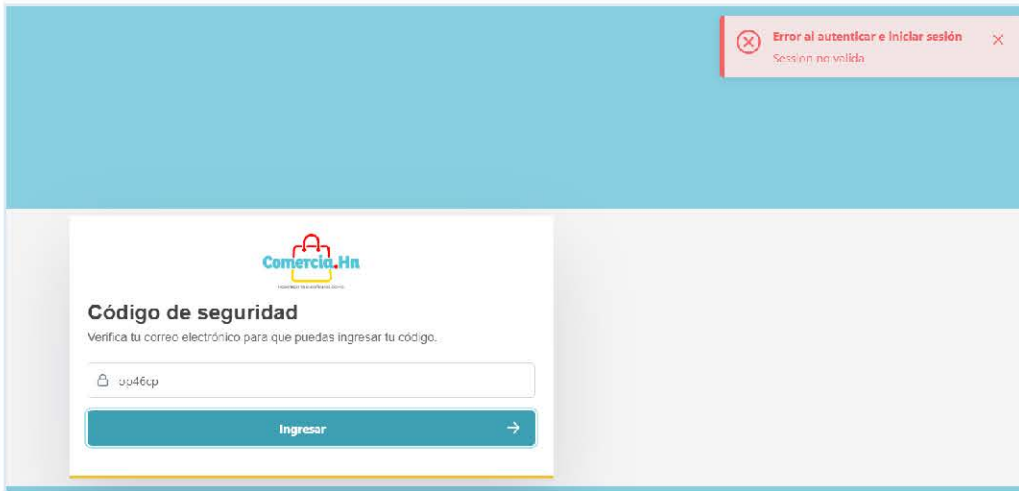 Error al autenticar e iniciar sesión
Session no valida
Comercia.Hn
Código de seguridad
Verifica tu correo electrónico para que puedas ingresar tu código.
op46cp
Ingresar